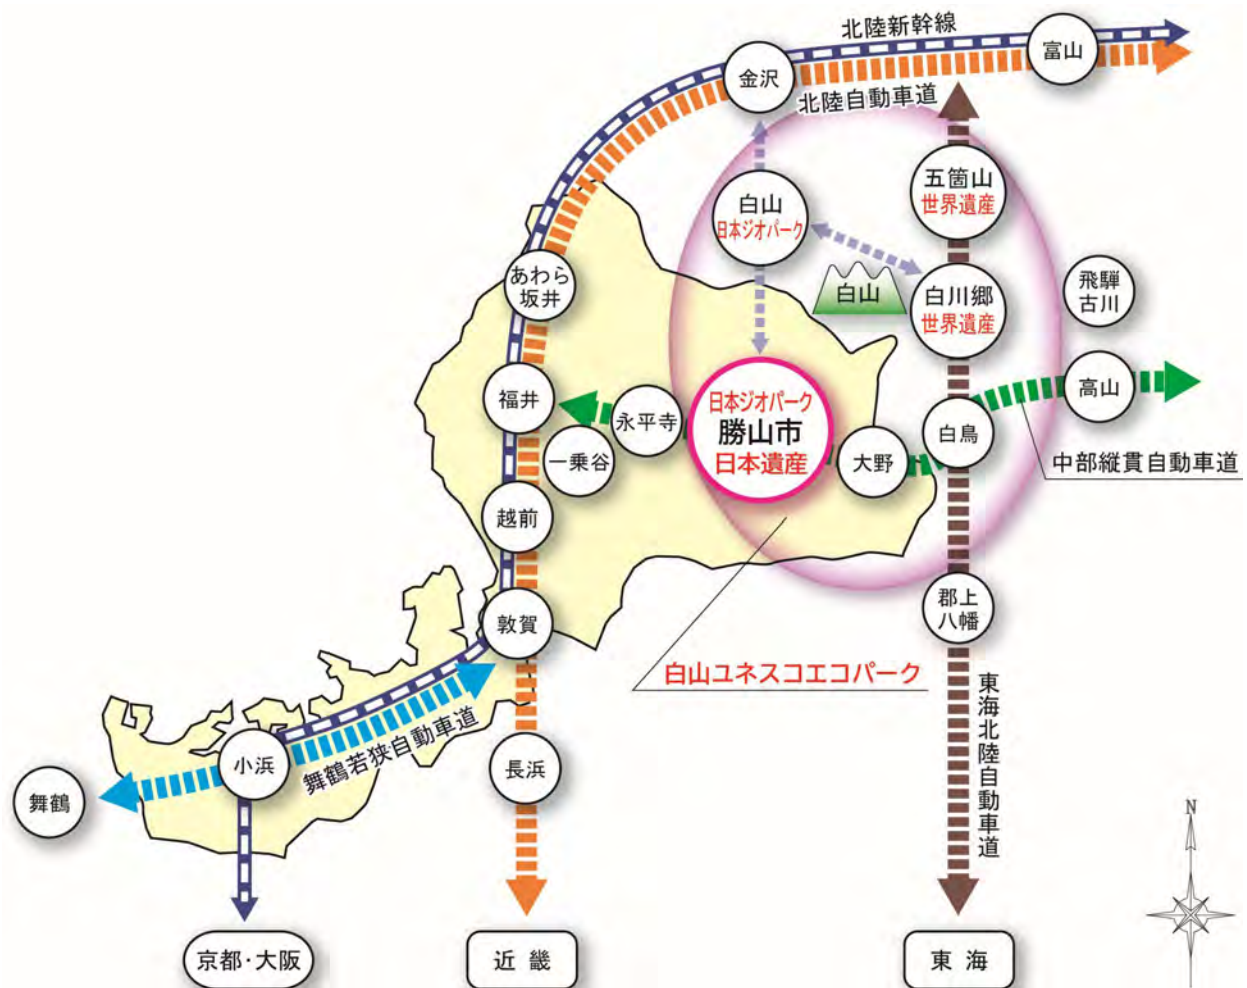 北陸新幹線
金沢
富山
北陸自動車道
五箇山
世界遺産
白山
日本ジオパーク
あわら
坂井
白山
白川郷
世界遺産
飛騨
古川
福井
永平寺
日本ジオパーク
勝山市
日本遺産
白鳥
高山
一乗谷
大野
中部縦貫自動車道
越前
敦賀
郡上
八幡
白山ユネスコエコパーク
舞鶴若狭自動車道
東海北陸自動車道
小浜
長浜
舞鶴
N
京都・大阪
近畿
東海